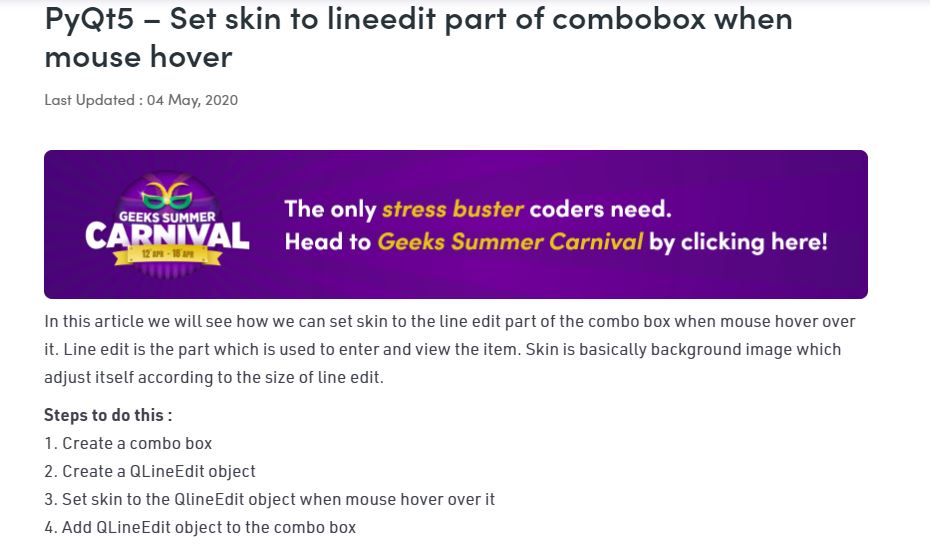 PyQt5 – Set skin to lineedit part of combobox when
mouse hover
Last Updated : 04 May, 2020
GEEKS SUMMER
CARNIVAL
12 APR - 18 APR
The only stress buster coders need.
Head to Geeks Summer Carnival by clicking here!
In this article we will see how we can set skin to the line edit part of the combo box when mouse hover over
it. Line edit is the part which is used to enter and view the item. Skin is basically background image which
adjust itself according to the size of line edit.
Steps to do this :
1. Create a combo box
2. Create a QLineEdit object
3. Set skin to the QlineEdit object when mouse hover over it
4. Add QLineEdit object to the combo box